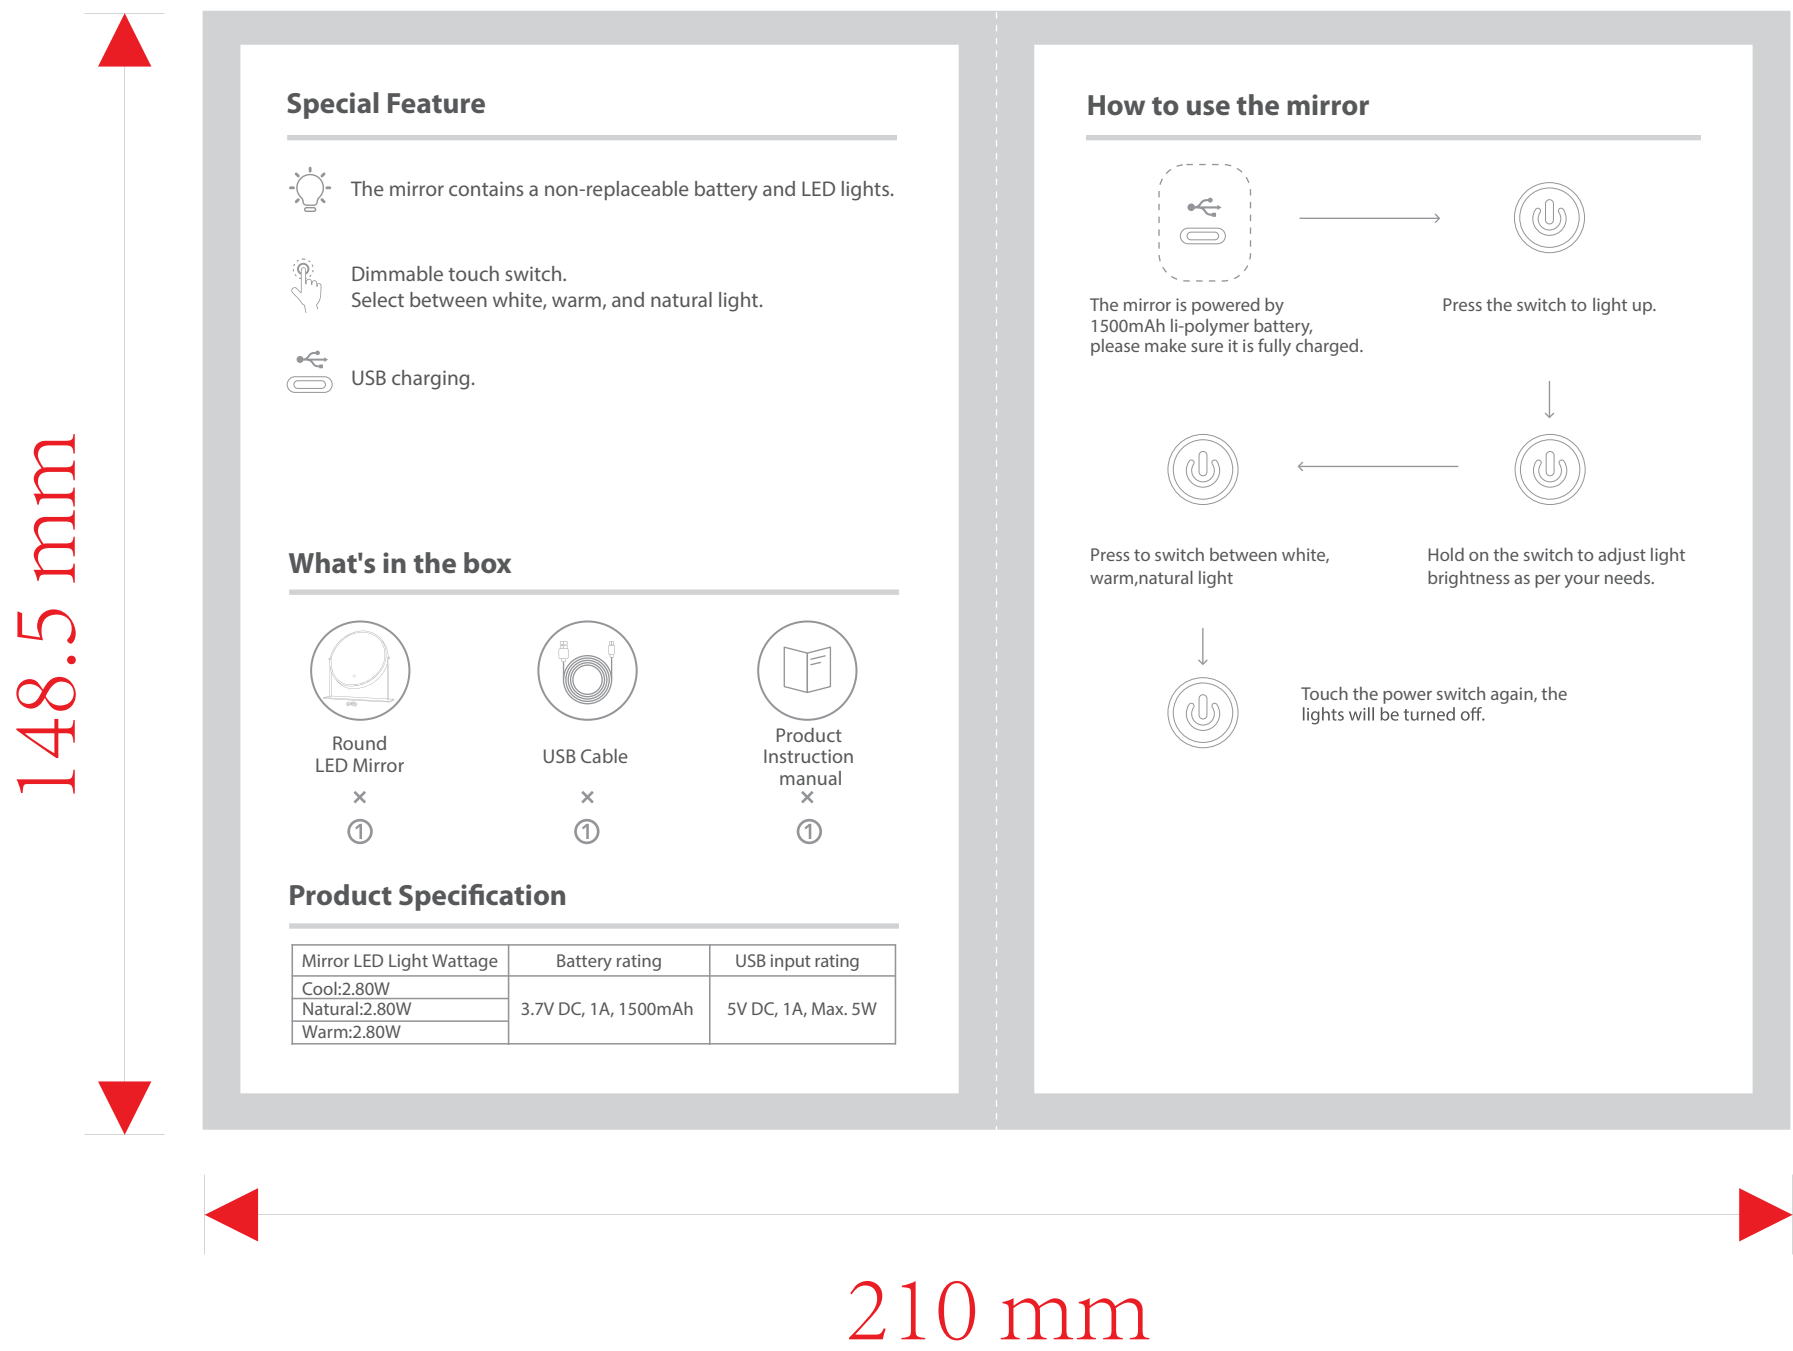 Special Feature
The mirror contains a non-replaceable battery and LED lights.
Dimmable touch switch.
Select between white, warm, and natural light.
USB charging.
What's in the box
Round
LED Mirror
×
①
USB Cable
×
①
Product
Instruction
manual
×
①
Product Specification
Mirror LED Light Wattage
Battery rating
USB input rating
Cool:2.80W
Natural:2.80W
Warm:2.80W
3.7V DC, 1A, 1500mAh
5V DC, 1A, Max. 5W
How to use the mirror
The mirror is powered by
1500mAh li-polymer battery,
please make sure it is fully charged.
Press the switch to light up.
Hold on the switch to adjust light
brightness as per your needs.
Press to switch between white,
warm,natural light
Touch the power switch again, the
lights will be turned off.
148.5 mm
210 mm